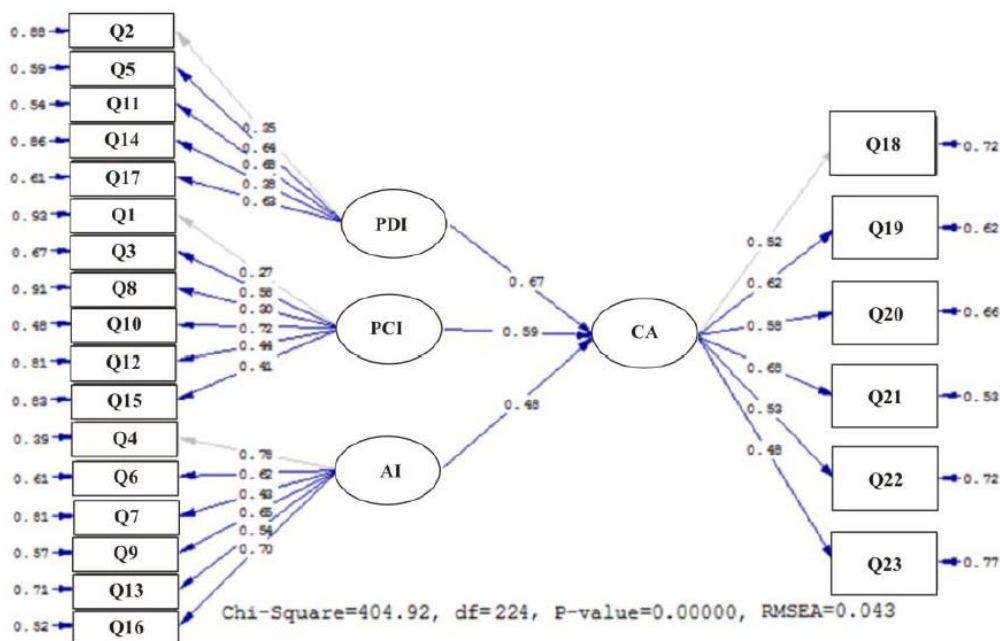 0.88 Q2
0.59 Q5
0.54 Q11
0.86 Q14
0.61 Q17
0.93 Q1
0.67 Q3
0.91 Q8
0.48 Q10
0.81 Q12
0.83 Q15
0.39 Q4
0.61 Q6
0.81 Q7
0.57 Q9
0.71 Q13
0.52 Q16
0.35
0.64
0.68
0.38
0.63
PDI
0.27
0.58
0.30
0.72
0.44
0.41
PCI
0.78
0.62
0.43
0.65
0.54
0.70
AI
0.67
0.59
0.48
CA
0.52
0.62
0.58
0.68
0.53
0.48
Q18 0.72
Q19 0.62
Q20 0.66
Q21 0.53
Q22 0.72
Q23 0.77
Chi-Square=404.92, df=224, P-value=0.00000, RMSEA=0.043